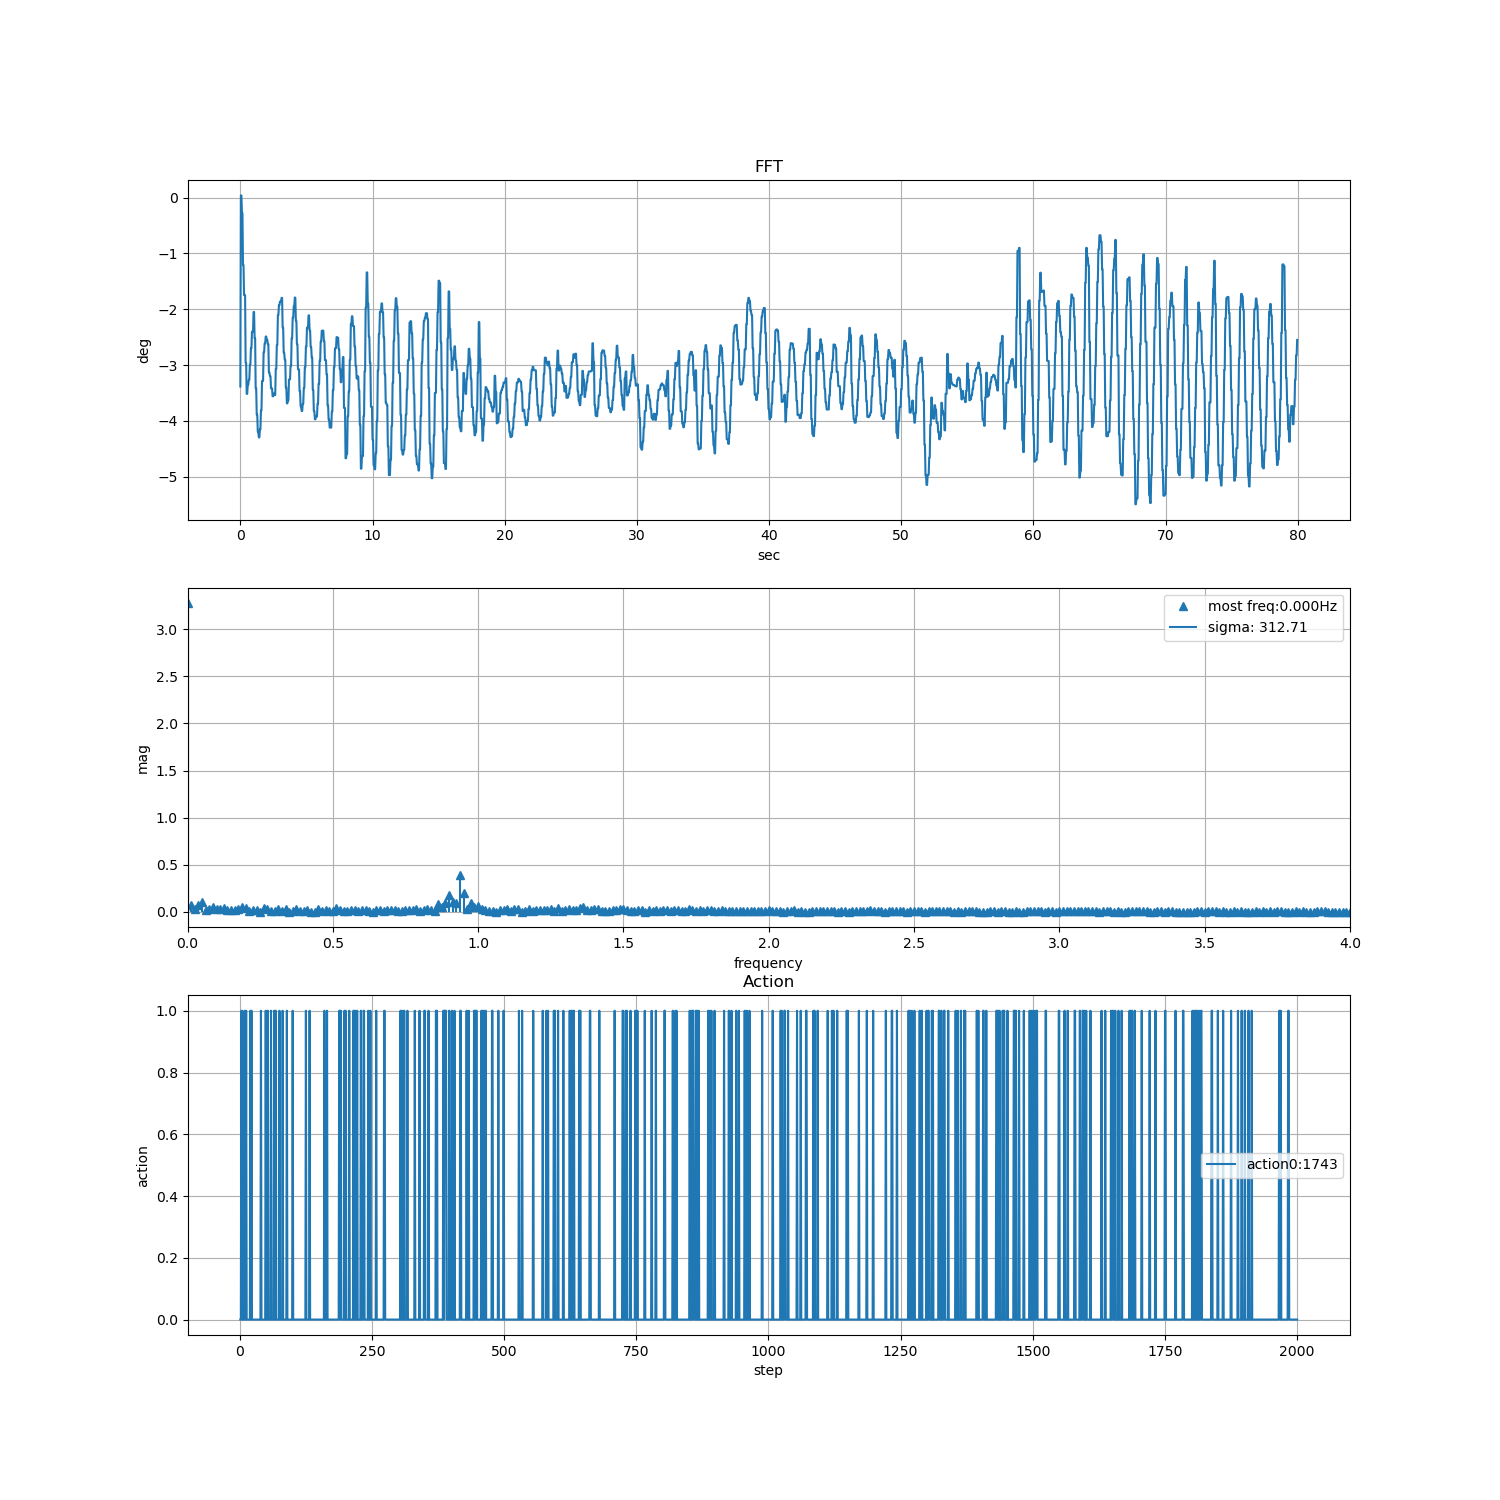 FFT
0
−1
−2
−3
−4
−5
deg
0 10 20 30 40 50 60 70 80
sec
most freq:0.000Hz
sigma: 312.71
3.0
2.5
2.0
1.5
1.0
0.5
0.0
mag
0.0 0.5 1.0 1.5 2.0 2.5 3.0 3.5 4.0
frequency
Action
1.0
0.8
0.6
0.4
0.2
0.0
action
action0:1743
0 250 500 750 1000 1250 1500 1750 2000
step